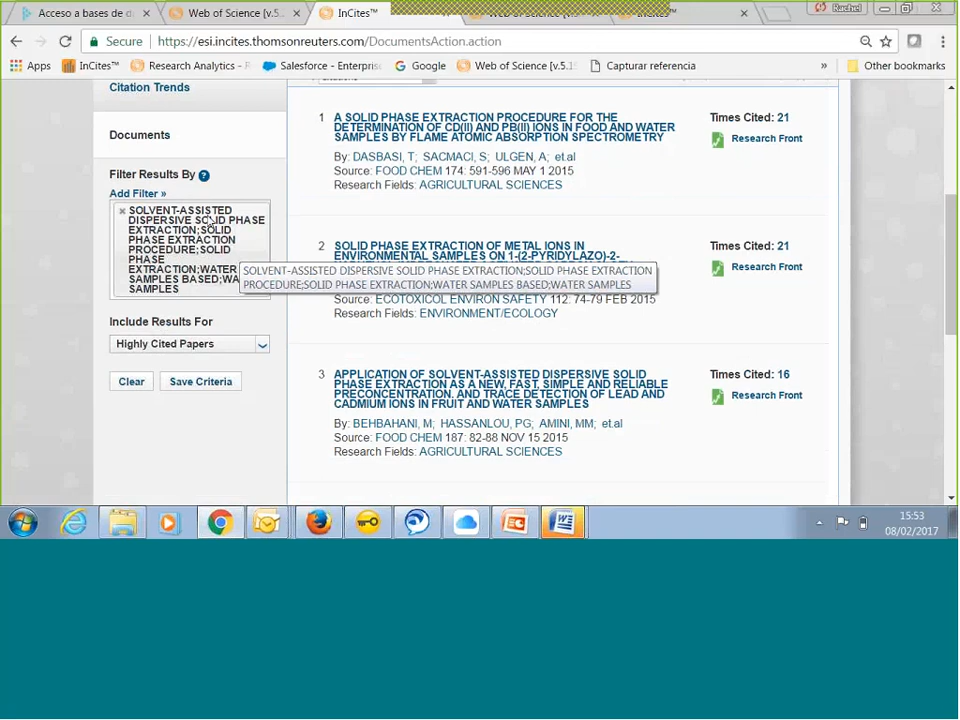 Acceso a bases de d
Web of Science [v.5.
InCites™
Rachel
Secure
https://esi.incites.thomsonreuters.com/DocumentsAction.action
Apps
InCites™
Research Analytics -
Salesforce - Enterpris
Google
Web of Science [v.5.1
Capturar referencia
»
Other bookmarks
Citation Trends
Documents
Filter Results By ?
Add Filter »
SOLVENT-ASSISTED
DISPERSIVE SOLID PHASE
EXTRACTION;SOLID
PHASE EXTRACTION
PROCEDURE;SOLID
PHASE
EXTRACTION;WATER
SAMPLES BASED;WA
SAMPLES
SOLVENT-ASSISTED DISPERSIVE SOLID PHASE EXTRACTION;SOLID PHASE EXTRACTION
PROCEDURE;SOLID PHASE EXTRACTION;WATER SAMPLES BASED;WATER SAMPLES
Include Results For
Highly Cited Papers
Clear
Save Criteria
1
A SOLID PHASE EXTRACTION PROCEDURE FOR THE
DETERMINATION OF CD(II) AND PB(II) IONS IN FOOD AND WATER
SAMPLES BY FLAME ATOMIC ABSORPTION SPECTROMETRY
By: DASBASI, T; SACMACI, S; ULGEN, A; et.al
Source: FOOD CHEM 174: 591-596 MAY 1 2015
Research Fields: AGRICULTURAL SCIENCES
Times Cited: 21
Research Front
2
SOLID PHASE EXTRACTION OF METAL IONS IN
ENVIRONMENTAL SAMPLES ON 1-(2-PYRIDYLAZO)-2-
Source: ECOTOXICOL ENVIRON SAFETY 112: 74-79 FEB 2015
Research Fields: ENVIRONMENT/ECOLOGY
Times Cited: 21
Research Front
3
APPLICATION OF SOLVENT-ASSISTED DISPERSIVE SOLID
PHASE EXTRACTION AS A NEW, FAST, SIMPLE AND RELIABLE
PRECONCENTRATION, AND TRACE DETECTION OF LEAD AND
CADMIUM IONS IN FRUIT AND WATER SAMPLES
By: BEHBAHANI, M; HASSANLOU, PG; AMINI, MM; et.al
Source: FOOD CHEM 187: 82-88 NOV 15 2015
Research Fields: AGRICULTURAL SCIENCES
Times Cited: 16
Research Front
15:53
08/02/2017